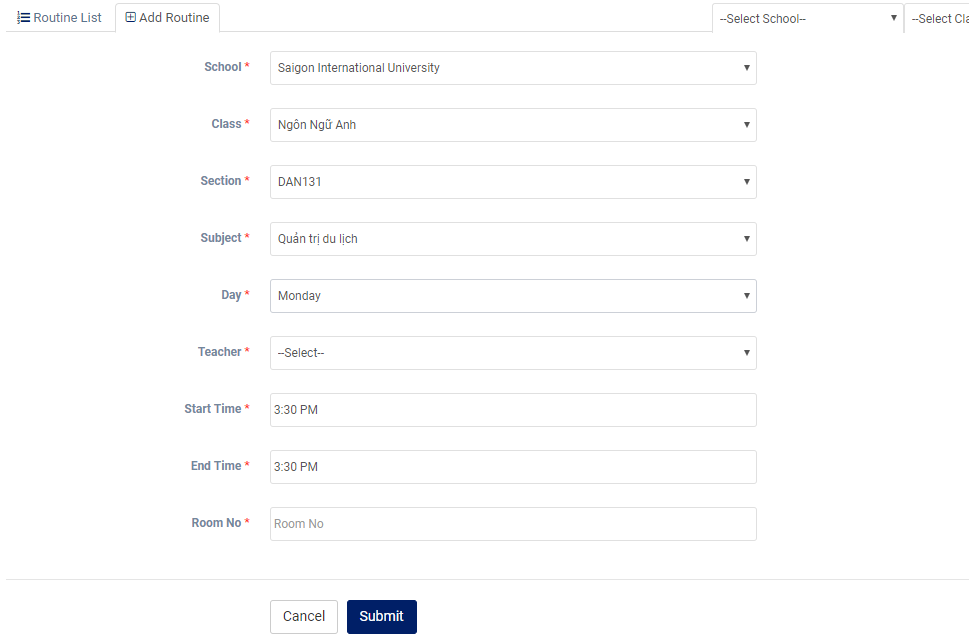 Routine List Add Routine --Select School-- --Select Cla
School * Saigon International University
Class * Ngôn Ngữ Anh
Section * DAN131
Subject * Quản trị du lịch
Day * Monday
Teacher * --Select--
Start Time * 3:30 PM
End Time * 3:30 PM
Room No * Room No
Cancel Submit